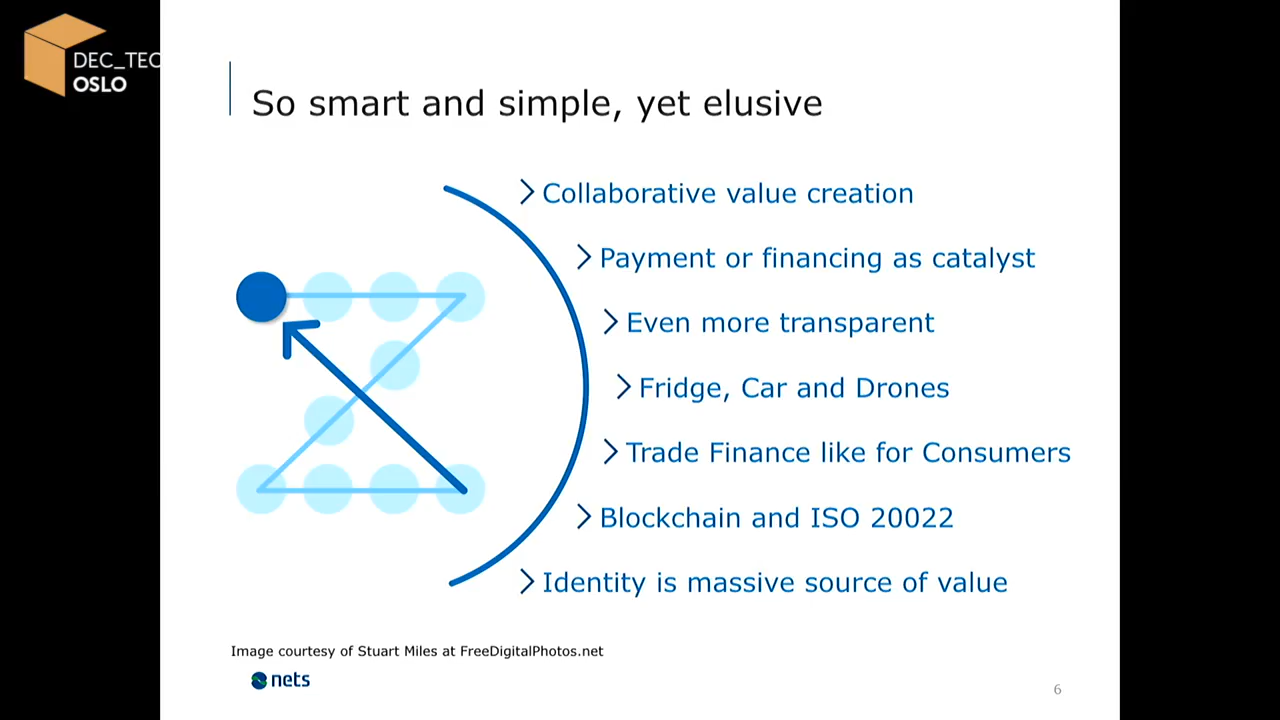 DEC_TEC
OSLO
So smart and simple, yet elusive
Collaborative value creation
Payment or financing as catalyst
Even more transparent
Fridge, Car and Drones
Trade Finance like for Consumers
Blockchain and ISO 20022
Identity is massive source of value
Image courtesy of Stuart Miles at FreeDigitalPhotos.net
nets
6